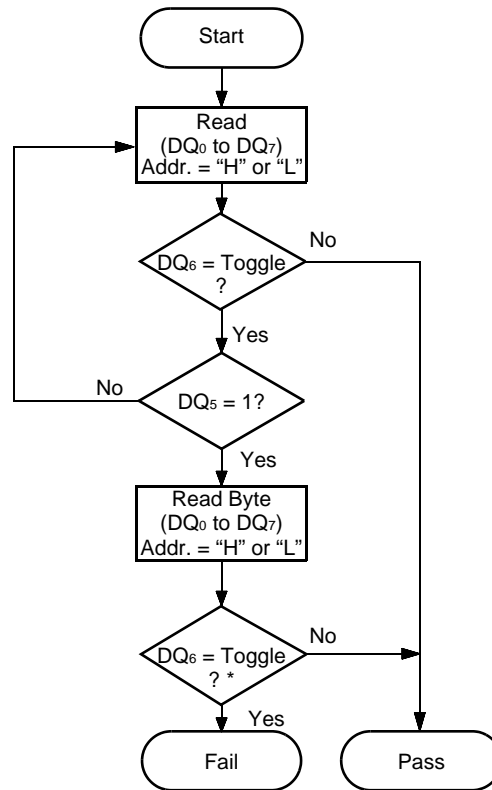 Start
Read
(DQ0 to DQ7)
Addr. = “H” or “L”
No
DQ6 = Toggle
?
Yes
No
DQ5 = 1?
Yes
Read Byte
(DQ0 to DQ7)
Addr. = “H” or “L”
No
DQ6 = Toggle
? *
Yes
Fail
Pass